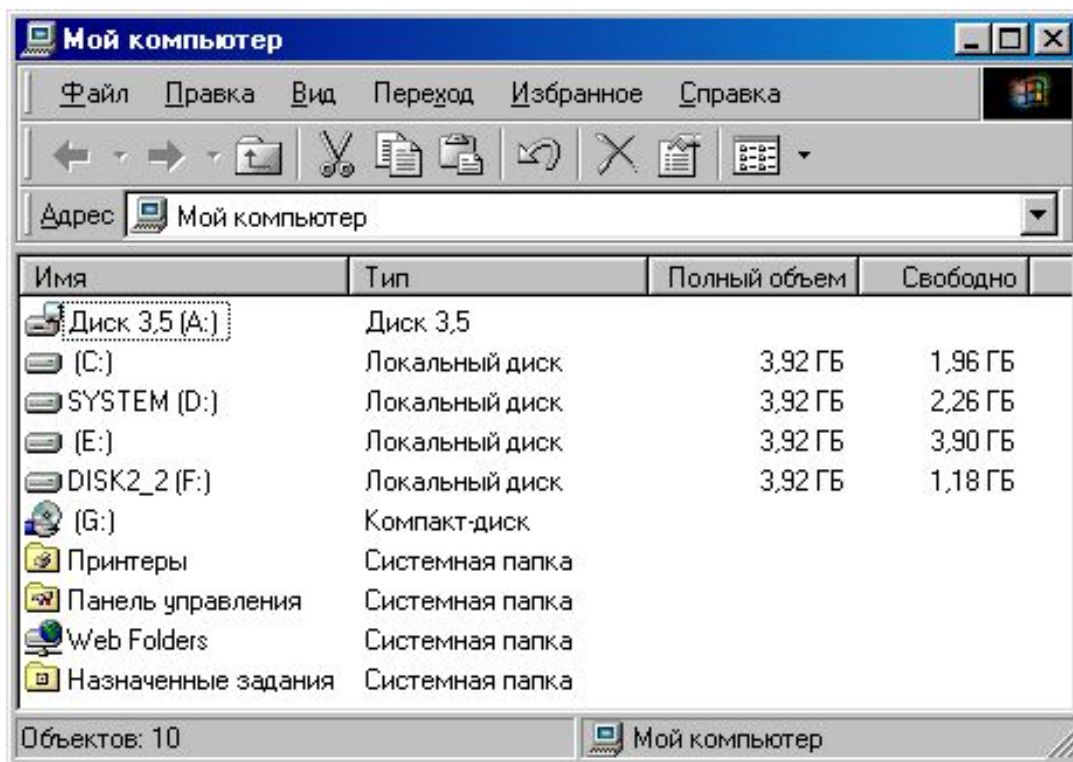 Мой компьютер
Файл Правка Вид Переход Избранное Справка
Адрес Мой компьютер
Имя Тип Полный объем Свободно
Диск 3,5 (A:) Диск 3,5
(C:) Локальный диск 3,92 ГБ 1,96 ГБ
SYSTEM (D:) Локальный диск 3,92 ГБ 2,26 ГБ
(E:) Локальный диск 3,92 ГБ 3,90 ГБ
DISK2_2 (F:) Локальный диск 3,92 ГБ 1,18 ГБ
(G:) Компакт-диск
Принтеры Системная папка
Панель управления Системная папка
Web Folders Системная папка
Назначенные задания Системная папка
Объектов: 10 Мой компьютер